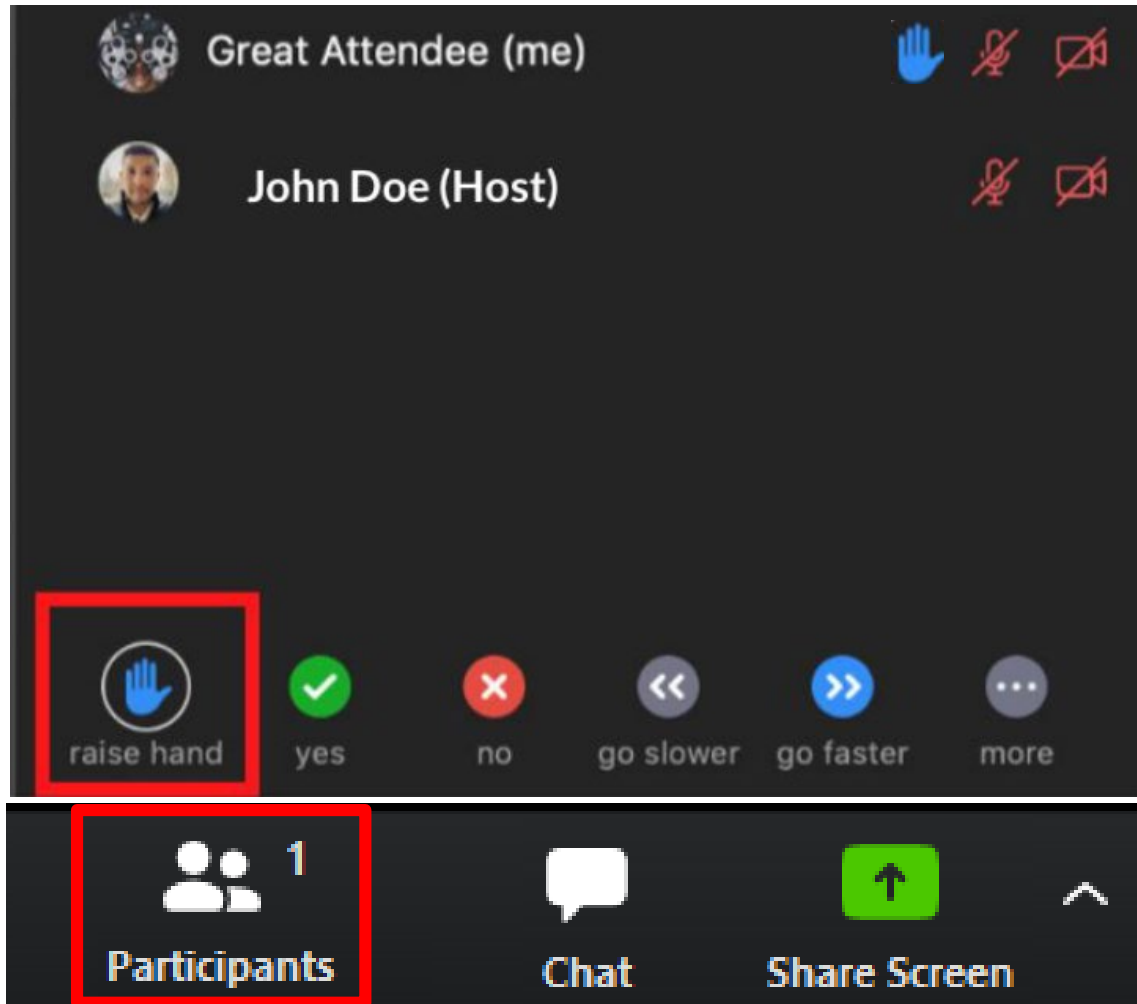 Great Attendee (me)
John Doe (Host)
raise hand yes no go slower go faster more
1
Participants Chat Share Screen